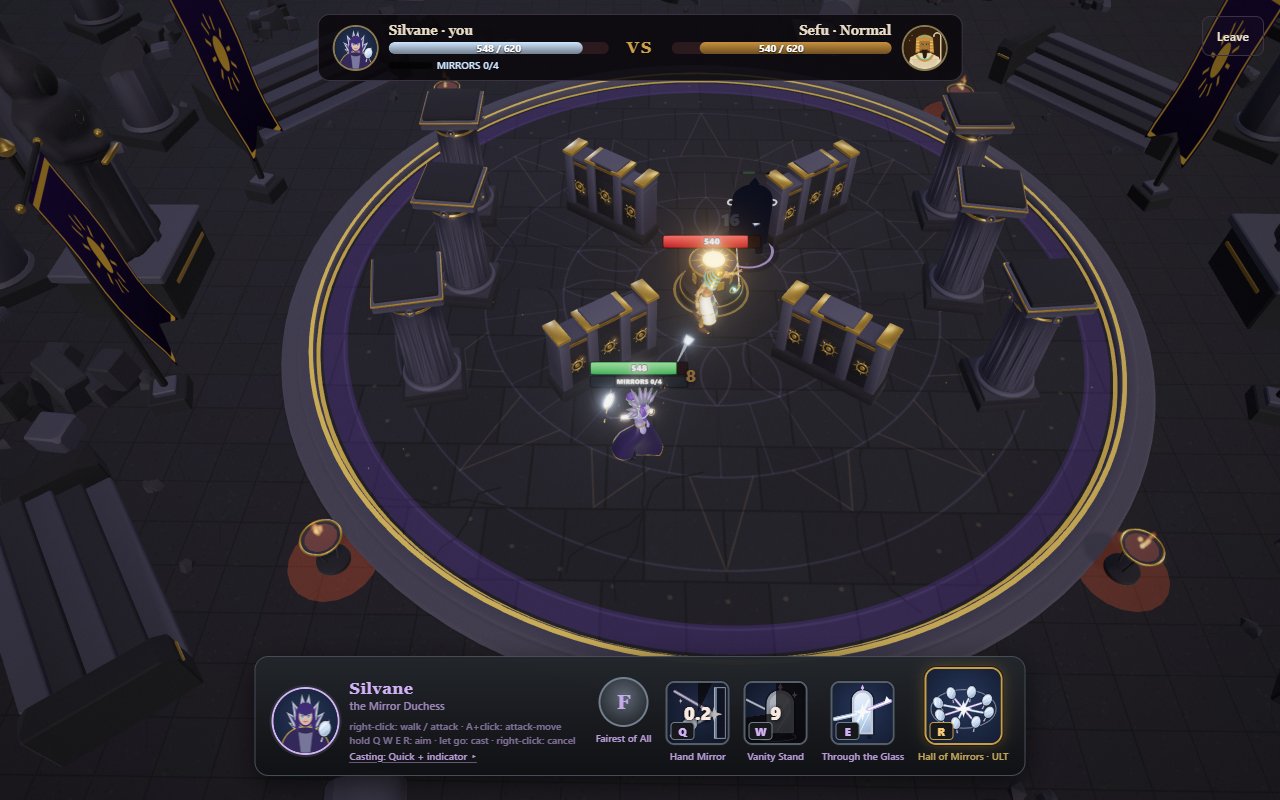 Silvane · you
548 / 620
MIRRORS 0/4
VS
Sefu · Normal
540 / 620
Leave
16
540
548
MIRRORS 0/4
8
Silvane
the Mirror Duchess
right-click: walk / attack · A+click: attack-move
hold Q W E R: aim · let go: cast · right-click: cancel
Casting: Quick + indicator
F
Fairest of All
0.2
Q
Hand Mirror
9
W
Vanity Stand
E
Through the Glass
R
Hall of Mirrors · ULT